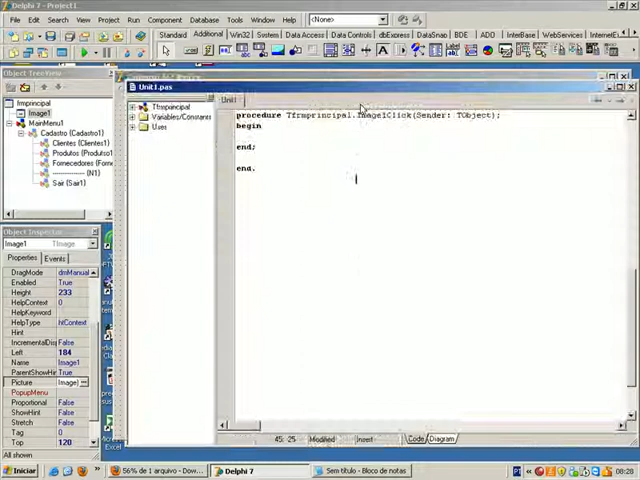 Delphi 7 - Project1
File Edit Search Project Run Component Database Window Help <None>
Standard Additional Win32 System Data Access Data Controls dbExpress DataSnap BDE ADO InterBase WebServices
Object TreeView
frmprincipal
Image1
MainMenu1
Cadastro {Cadastro1}
Clientes {Clientes1}
Produtos {Produtos1
Fornecedores {Fornecedores1
--------------- {N1}
Sair {Sair1}
Unit1.pas
Tfrmprincipal
Variables/Constants
Uses
Unit1
procedure Tfrmprincipal.Image1Click(Sender: TObject);
begin
end;
end.
Object Inspector
Image1 TImage
Properties Events
DragMode dmManual
Enabled True
Height 233
HelpContext 0
HelpKeyword
HelpType htContext
Hint
IncrementalDisp False
Left 184
Name Image1
ParentShowHint True
Picture
PopupMenu
Proportional False
ShowHint False
Stretch False
Tag 0
Top 120
All shown
Excel
45: 25 Modified Insert Code Diagram
Iniciar
56% de 1 arquivo - Dow...
Delphi 7
Sem título - Bloco de notas
PT
08:28